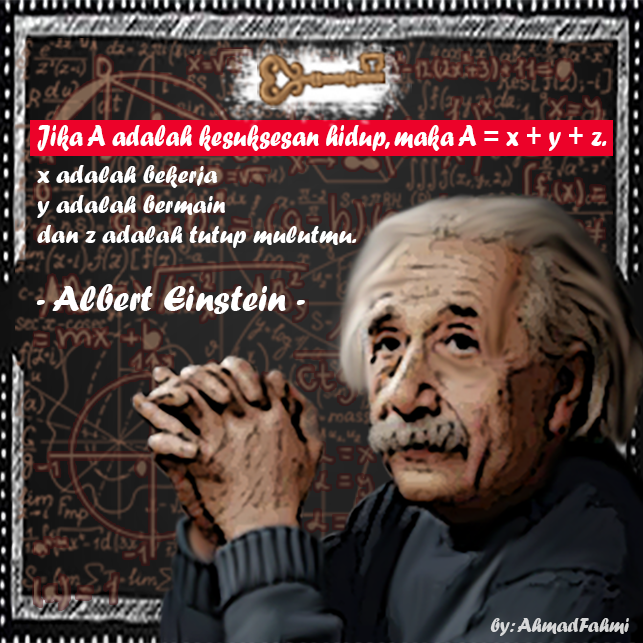 Jika A adalah kesuksesan hidup, maka A = x + y + z.
x adalah bekerja
y adalah bermain
dan z adalah tutup mulutmu.
- Albert Einstein -
by: AhmadFahmi